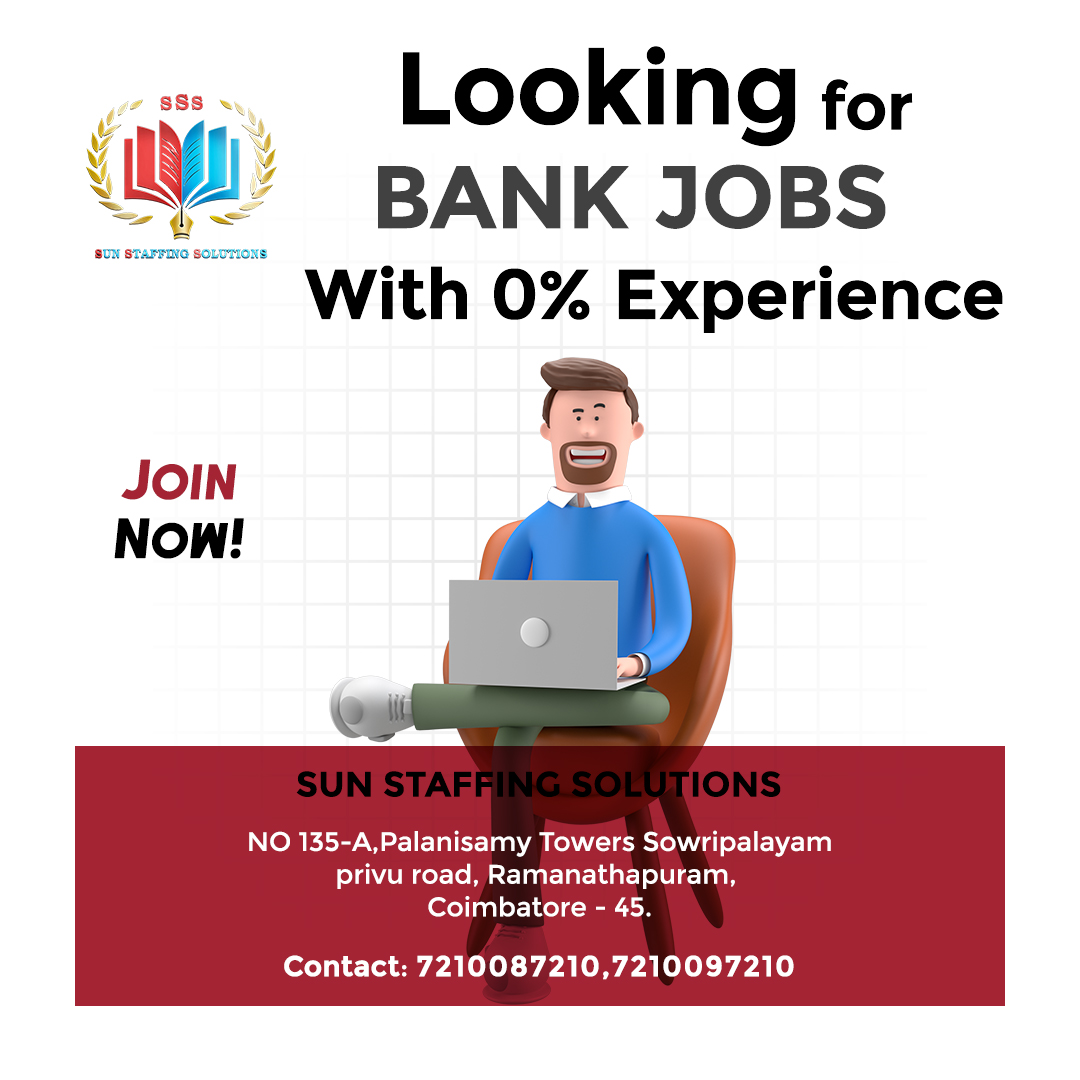 SSS
SUN STAFFING SOLUTIONS
Looking for
BANK JOBS
With 0% Experience
JOIN
NOW!
SUN STAFFING SOLUTIONS
NO 135-A,Palanisamy Towers Sowripalayam
privu road, Ramanathapuram,
Coimbatore - 45.
Contact: 7210087210,7210097210